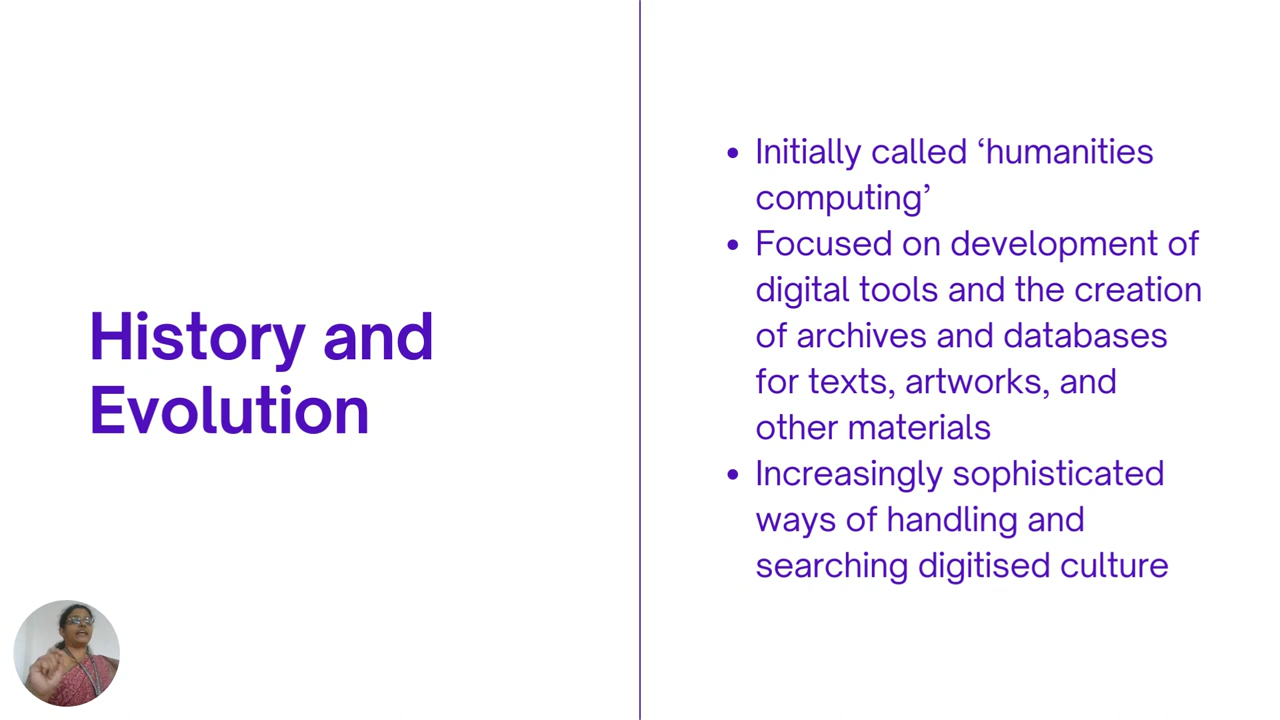 History and
Evolution
• Initially called ‘humanities
computing’
• Focused on development of
digital tools and the creation
of archives and databases
for texts, artworks, and
other materials
• Increasingly sophisticated
ways of handling and
searching digitised culture